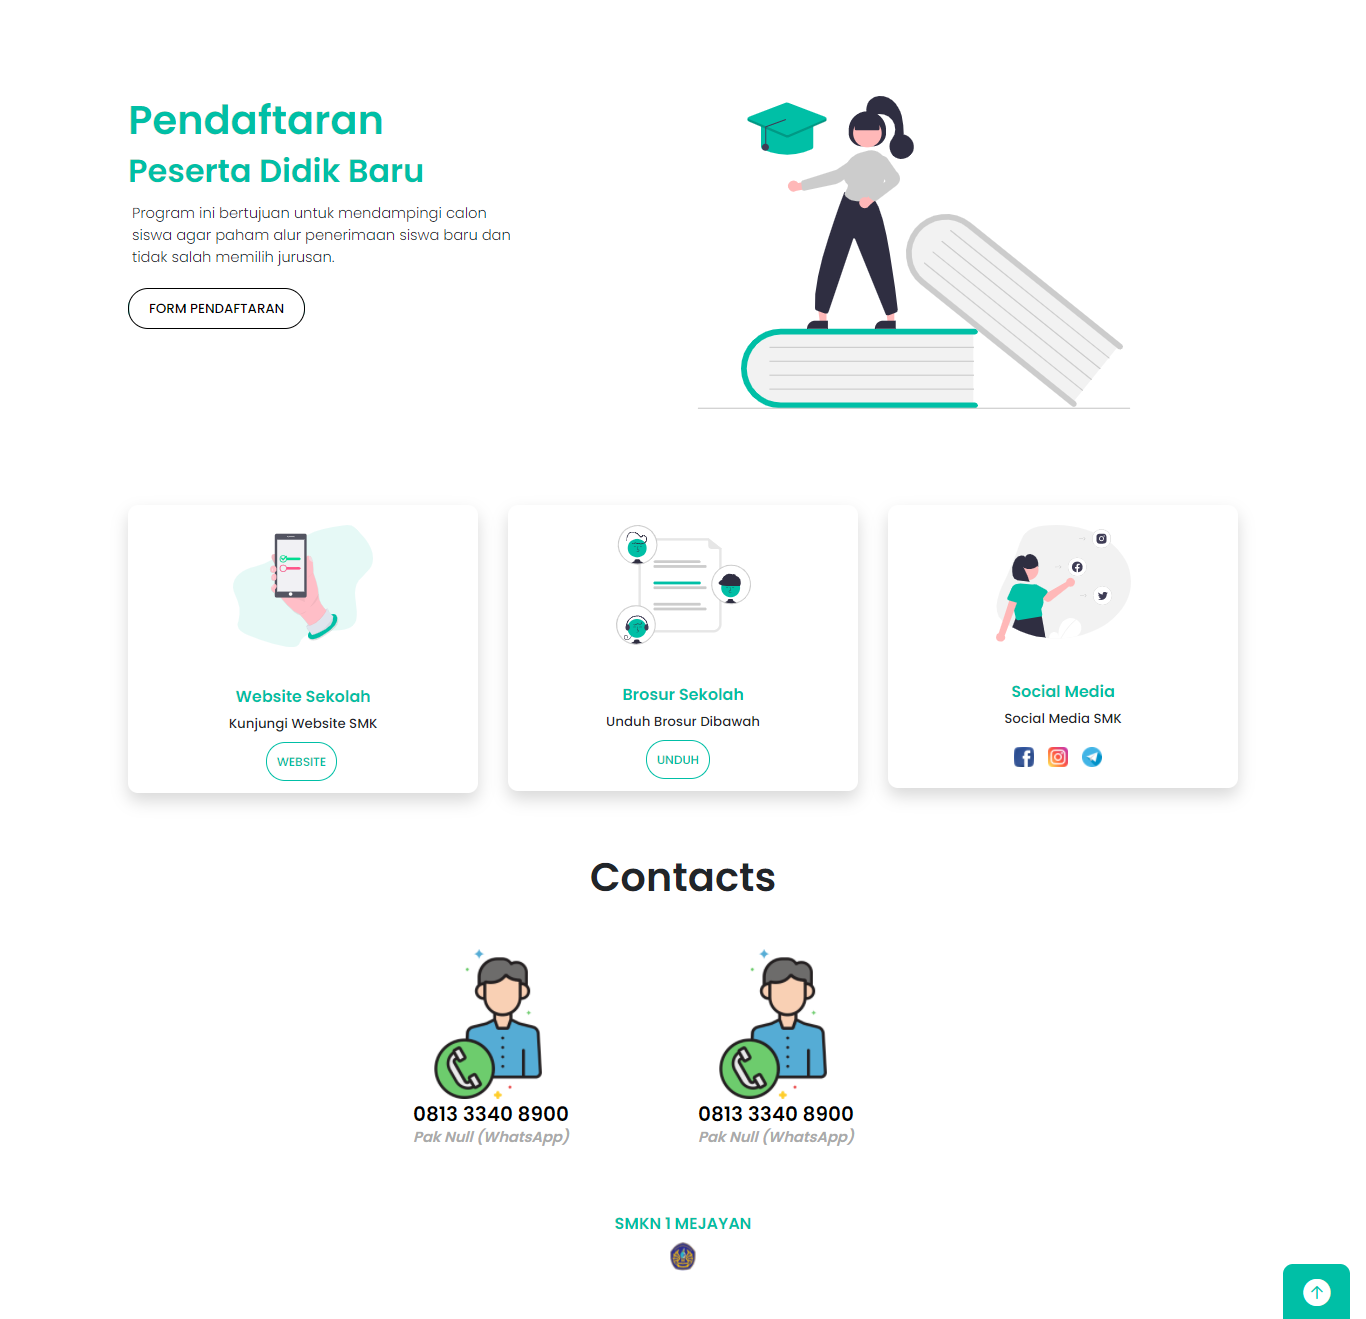 Pendaftaran
Peserta Didik Baru
Program ini bertujuan untuk mendampingi calon
siswa agar paham alur penerimaan siswa baru dan
tidak salah memilih jurusan.
FORM PENDAFTARAN
Website Sekolah
Kunjungi Website SMK
WEBSITE
Brosur Sekolah
Unduh Brosur Dibawah
UNDUH
Social Media
Social Media SMK
Contacts
0813 3340 8900
Pak Null (WhatsApp)
0813 3340 8900
Pak Null (WhatsApp)
SMKN 1 MEJAYAN